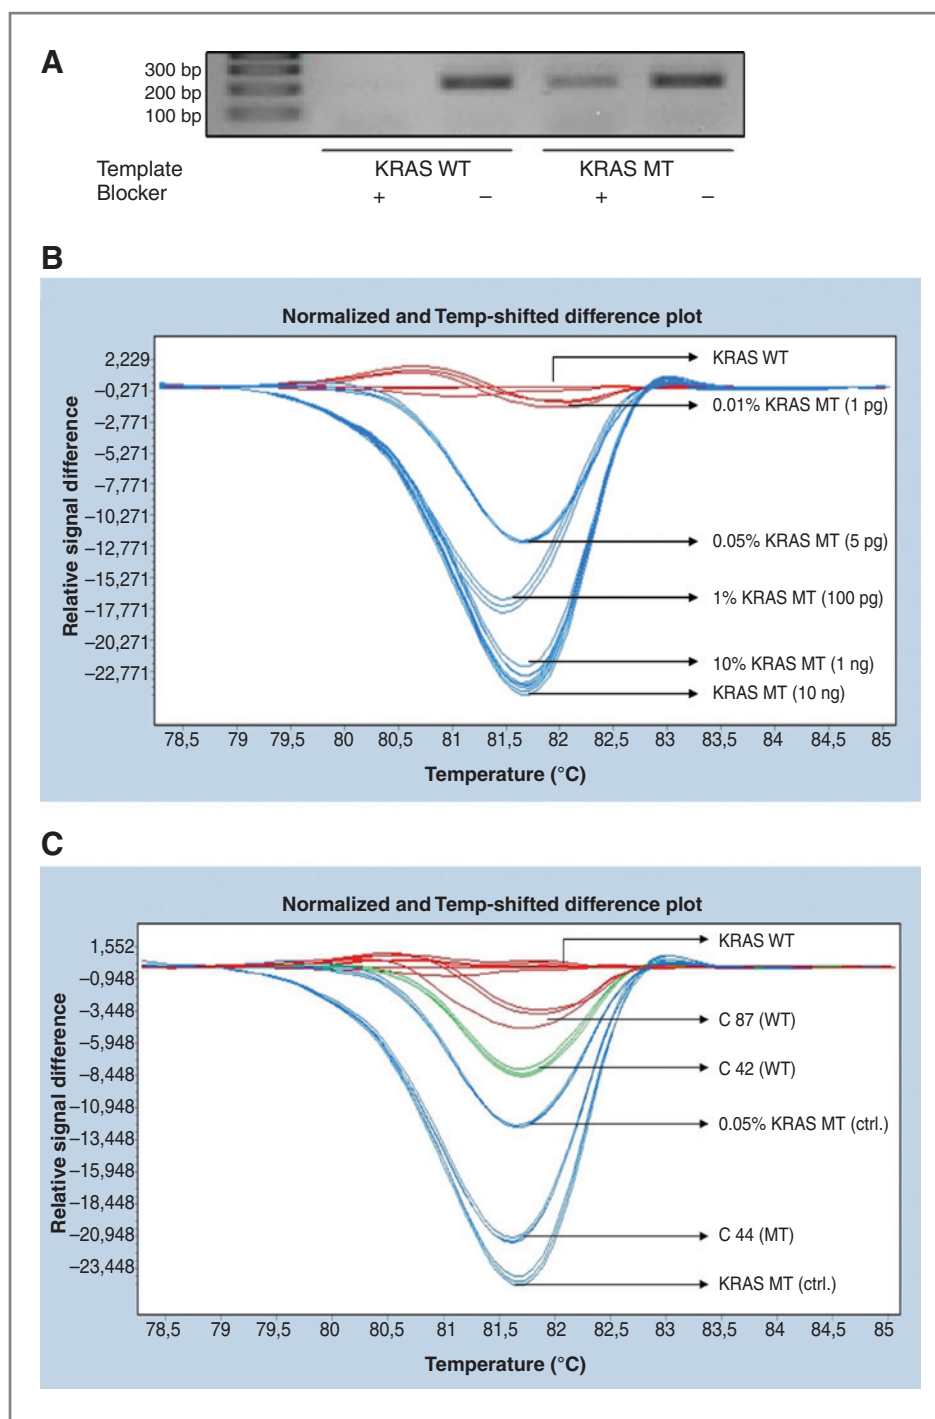 A
300 bp
200 bp
100 bp
Template KRAS WT KRAS MT
Blocker + – + –
B
Normalized and Temp-shifted difference plot
Relative signal difference
2,229
–0,271
–2,771
–5,271
–7,771
–10,271
–12,771
–15,271
–17,771
–20,271
–22,771
KRAS WT
0.01% KRAS MT (1 pg)
0.05% KRAS MT (5 pg)
1% KRAS MT (100 pg)
10% KRAS MT (1 ng)
KRAS MT (10 ng)
78,5 79 79,5 80 80,5 81 81,5 82 82,5 83 83,5 84 84,5 85
Temperature (°C)
C
Normalized and Temp-shifted difference plot
Relative signal difference
1,552
–0,948
–3,448
–5,948
–8,448
–10,948
–13,448
–15,948
–18,448
–20,948
–23,448
KRAS WT
C 87 (WT)
C 42 (WT)
0.05% KRAS MT (ctrl.)
C 44 (MT)
KRAS MT (ctrl.)
78,5 79 79,5 80 80,5 81 81,5 82 82,5 83 83,5 84 84,5 85
Temperature (°C)